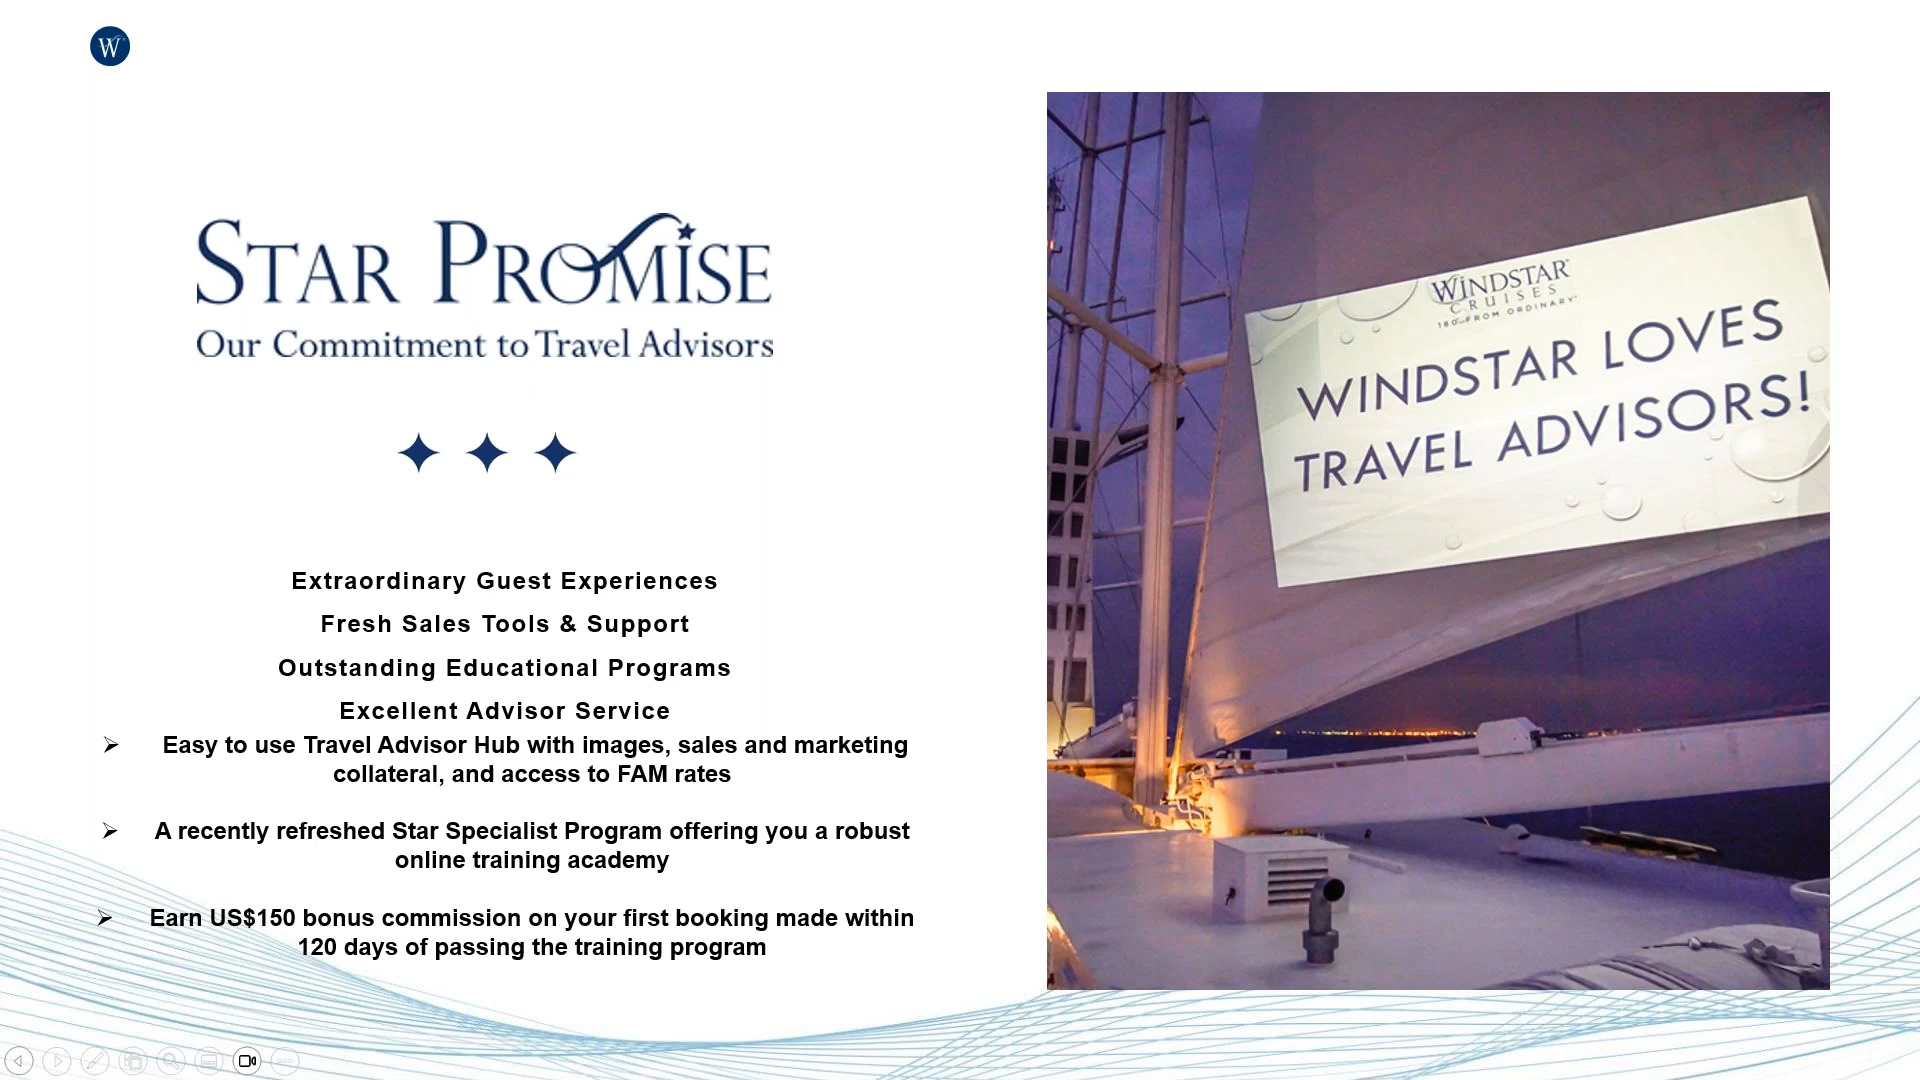 W
STAR PROMISE
Our Commitment to Travel Advisors
Extraordinary Guest Experiences
Fresh Sales Tools & Support
Outstanding Educational Programs
Excellent Advisor Service
➢ Easy to use Travel Advisor Hub with images, sales and marketing
collateral, and access to FAM rates
➢ A recently refreshed Star Specialist Program offering you a robust
online training academy
➢ Earn US$150 bonus commission on your first booking made within
120 days of passing the training program
WINDSTAR®
CRUISES
180° FROM ORDINARY®
WINDSTAR LOVES
TRAVEL ADVISORS!